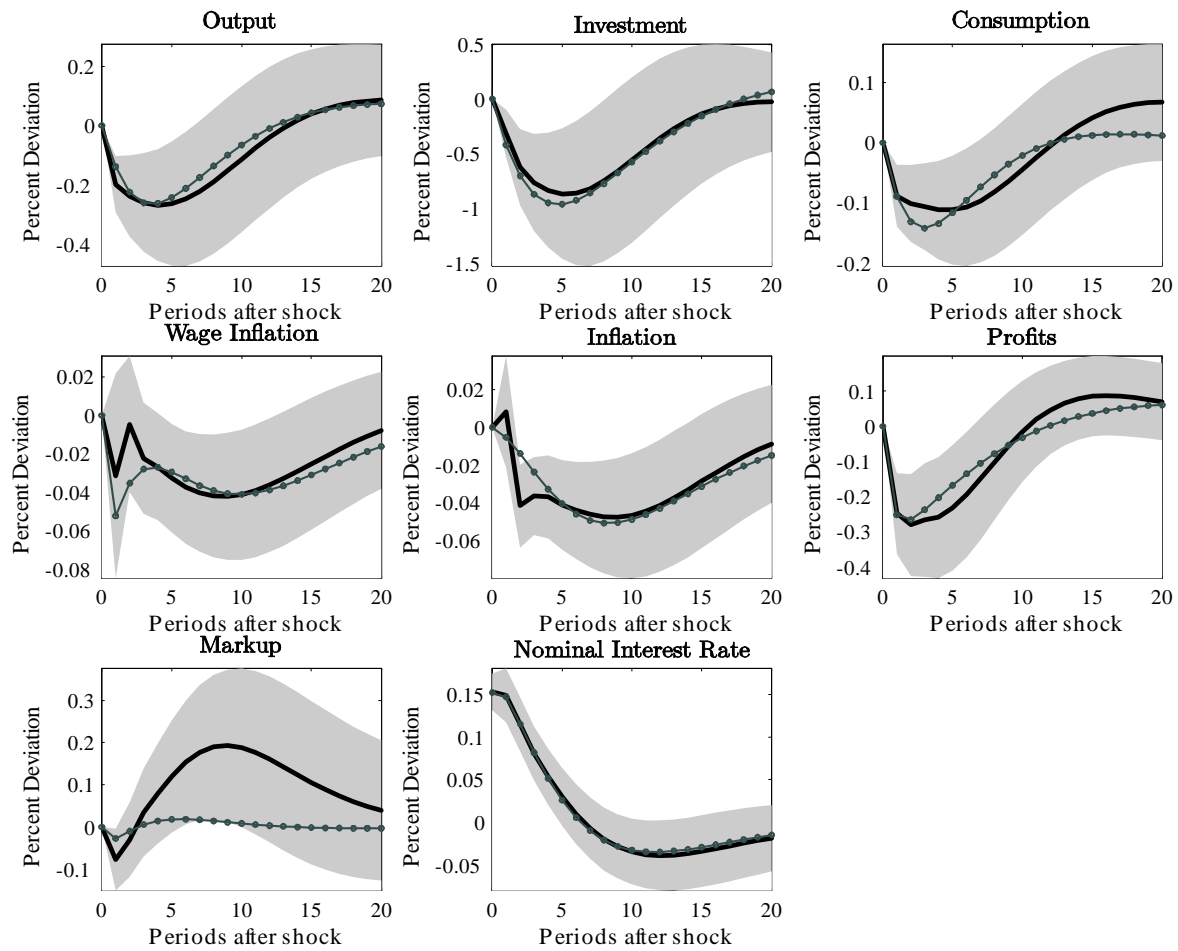 Output
Percent Deviation
0.2
0
-0.2
-0.4
0 5 10 15 20
Periods after shock
Investment
Percent Deviation
0.5
0
-0.5
-1
-1.5
0 5 10 15 20
Periods after shock
Consumption
Percent Deviation
0.1
0
-0.1
-0.2
0 5 10 15 20
Periods after shock
Wage Inflation
Percent Deviation
0.02
0
-0.02
-0.04
-0.06
-0.08
0 5 10 15 20
Periods after shock
Inflation
Percent Deviation
0.02
0
-0.02
-0.04
-0.06
0 5 10 15 20
Periods after shock
Profits
Percent Deviation
0.1
0
-0.1
-0.2
-0.3
-0.4
0 5 10 15 20
Periods after shock
Markup
Percent Deviation
0.3
0.2
0.1
0
-0.1
0 5 10 15 20
Periods after shock
Nominal Interest Rate
Percent Deviation
0.15
0.1
0.05
0
-0.05
0 5 10 15 20
Periods after shock